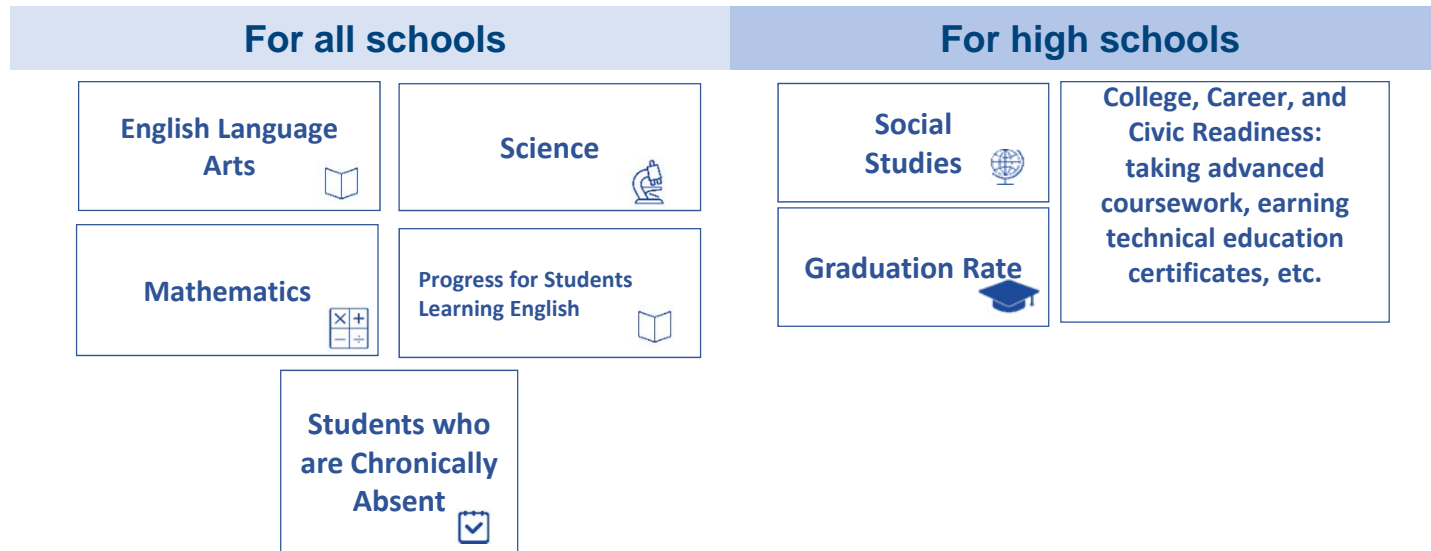 For all schools
For high schools
English Language
Arts
Science
Mathematics
Progress for Students
Learning English
Students who
are Chronically
Absent
Social
Studies
Graduation Rate
College, Career, and
Civic Readiness:
taking advanced
coursework, earning
technical education
certificates, etc.